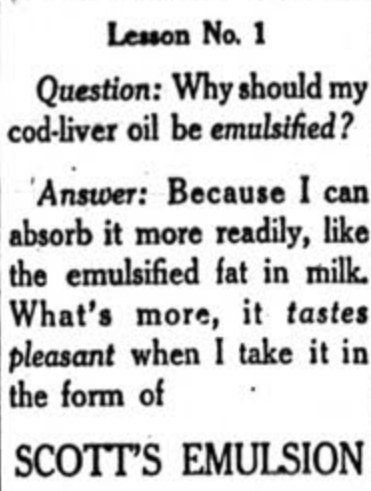 Lesson No. 1
Question: Why should my
cod-liver oil be emulsified?
Answer: Because I can
absorb it more readily, like
the emulsified fat in milk.
What's more, it tastes
pleasant when I take it in
the form of
SCOTT'S EMULSION